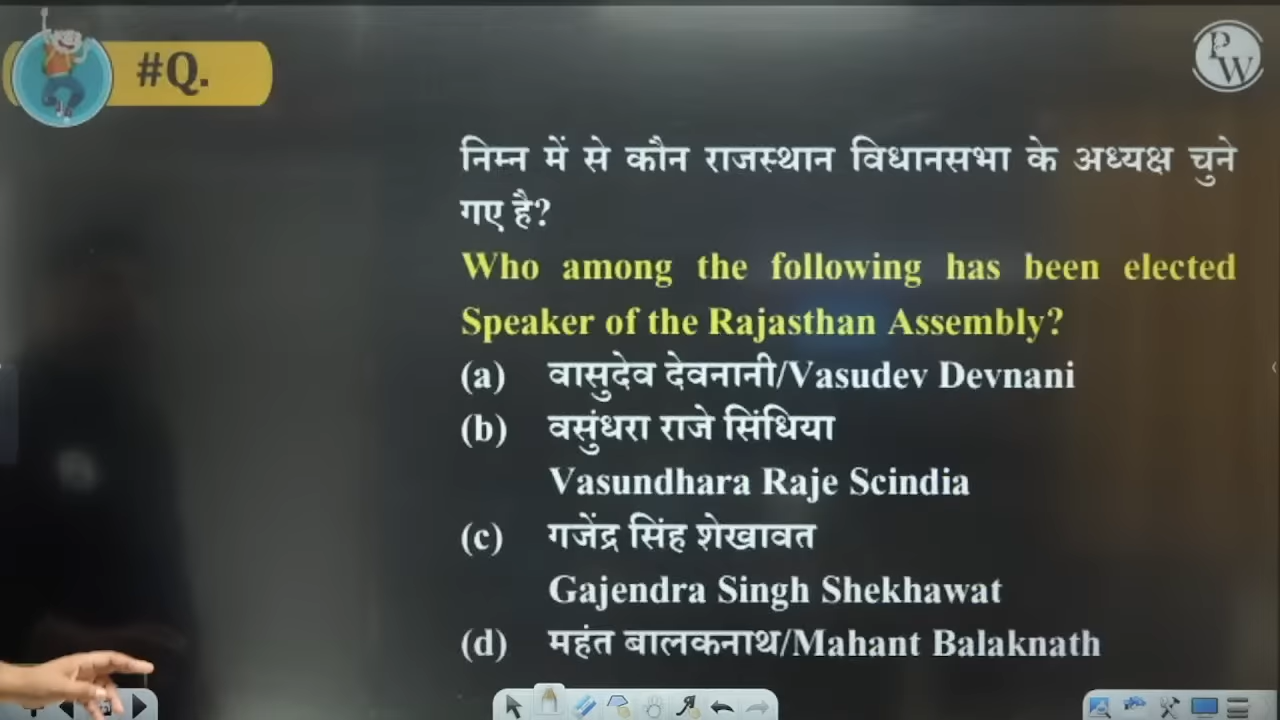 #Q.
PW
निम्न में से कौन राजस्थान विधानसभा के अध्यक्ष चुने
गए है?
Who among the following has been elected
Speaker of the Rajasthan Assembly?
(a) वासुदेव देवनानी/Vasudev Devnani
(b) वसुंधरा राजे सिंधिया
Vasundhara Raje Scindia
(c) गजेंद्र सिंह शेखावत
Gajendra Singh Shekhawat
(d) महंत बालकनाथ/Mahant Balaknath